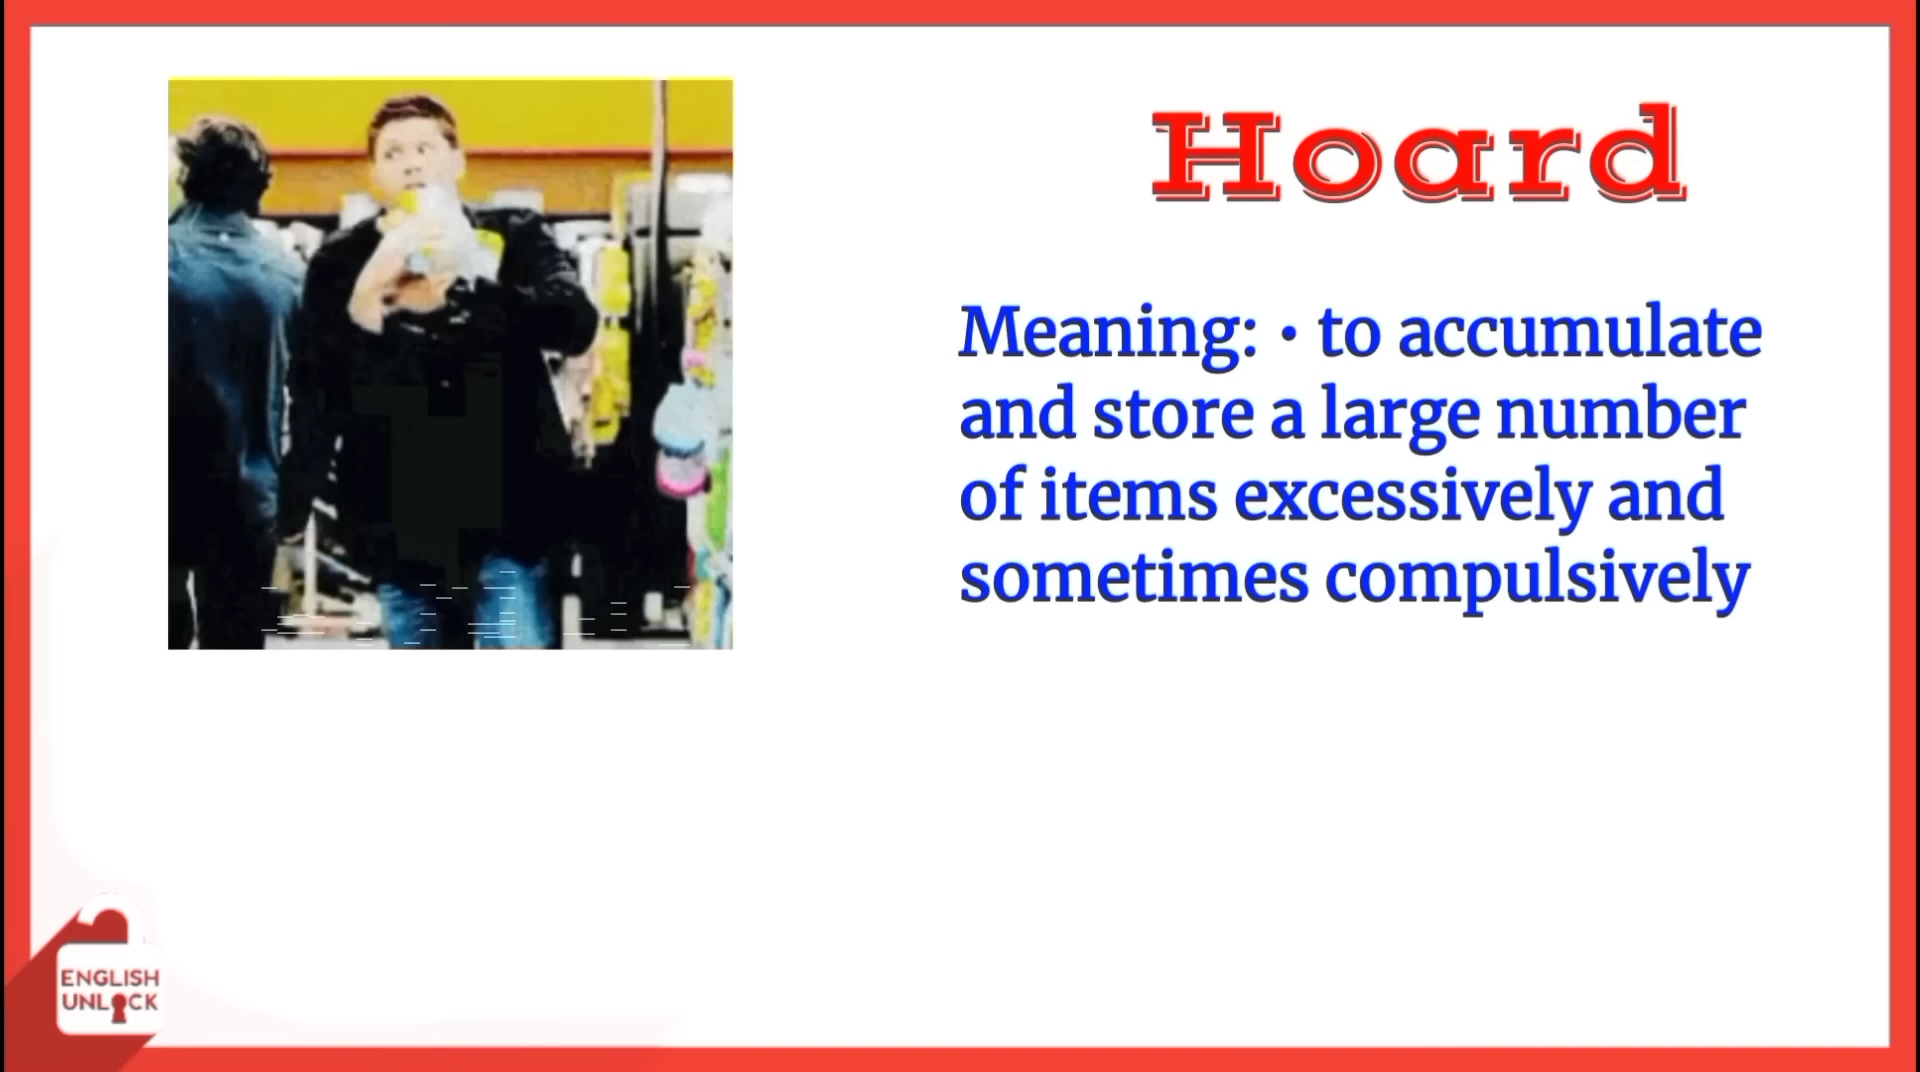 Hoard
Meaning: • to accumulate
and store a large number
of items excessively and
sometimes compulsively
ENGLISH
UNLOCK